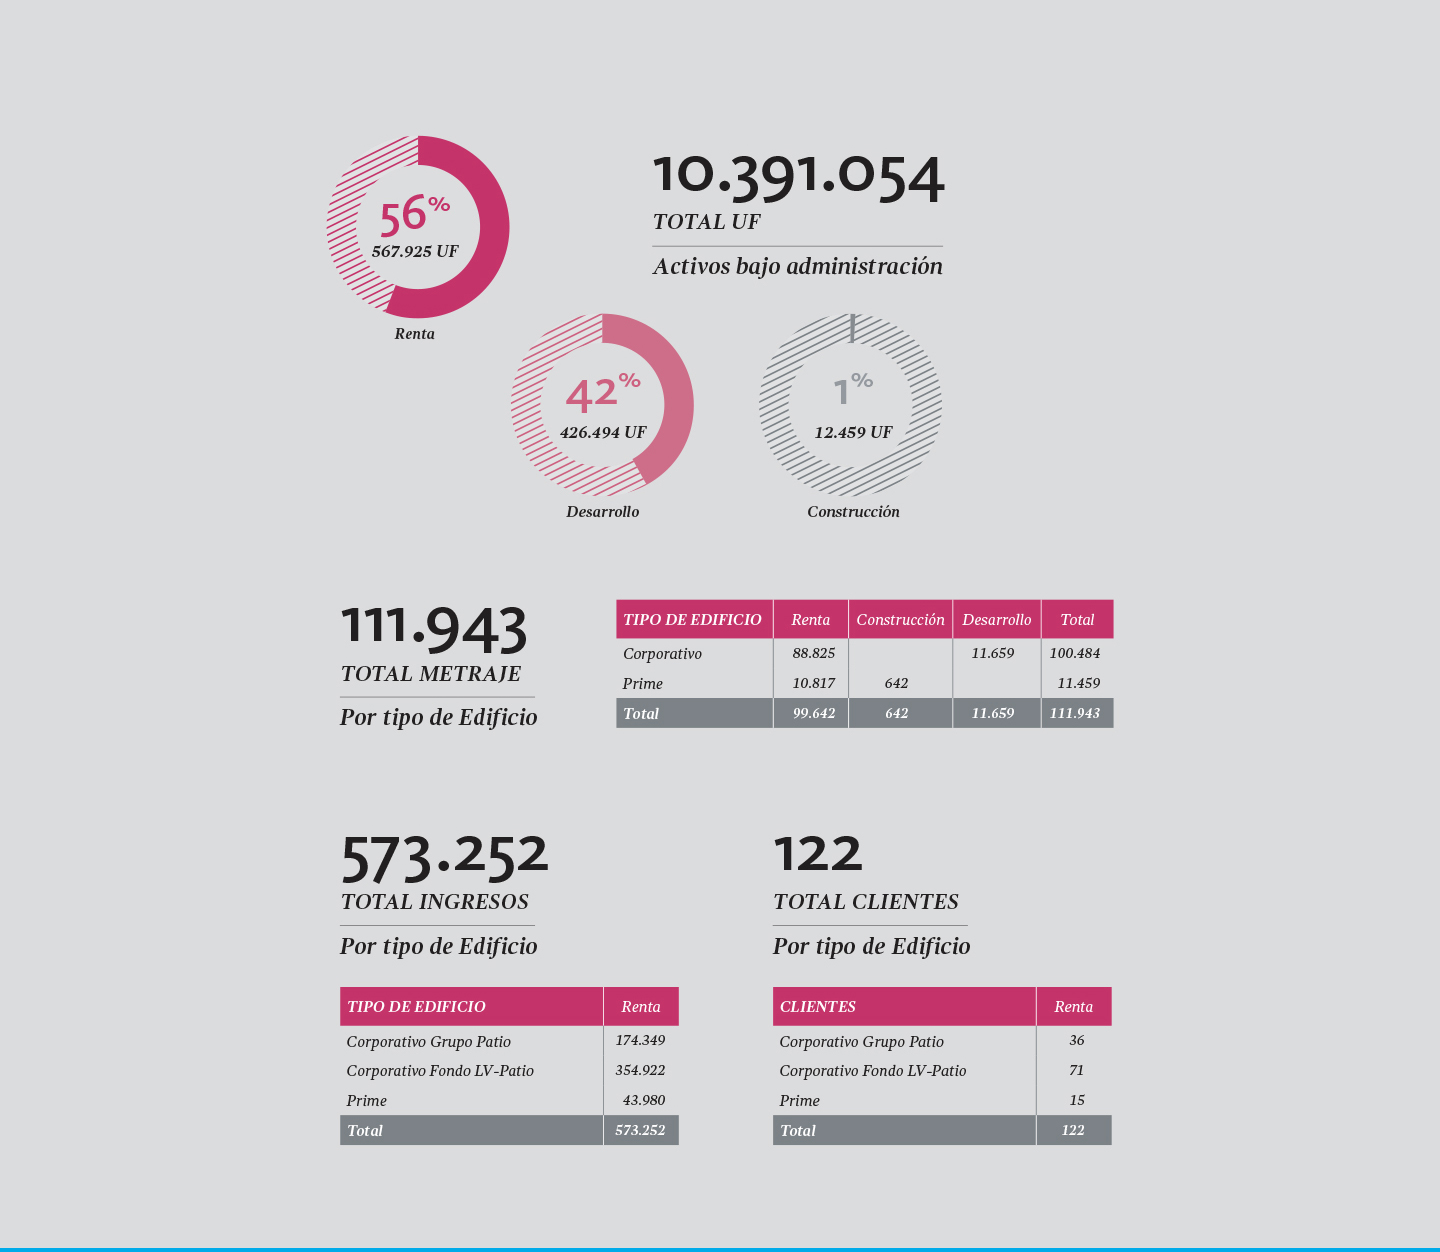 56%
567.925 UF
Renta
10.391.054
TOTAL UF
Activos bajo administración
42%
426.494 UF
Desarrollo
1%
12.459 UF
Construcción
111.943
TOTAL METRAJE
Por tipo de Edificio
TIPO DE EDIFICIO Renta Construcción Desarrollo Total
Corporativo 88.825 11.659 100.484
Prime 10.817 642 11.459
Total 99.642 642 11.659 111.943
573.252
TOTAL INGRESOS
Por tipo de Edificio
TIPO DE EDIFICIO Renta
Corporativo Grupo Patio 174.349
Corporativo Fondo LV-Patio 354.922
Prime 43.980
Total 573.252
122
TOTAL CLIENTES
Por tipo de Edificio
CLIENTES Renta
Corporativo Grupo Patio 36
Corporativo Fondo LV-Patio 71
Prime 15
Total 122